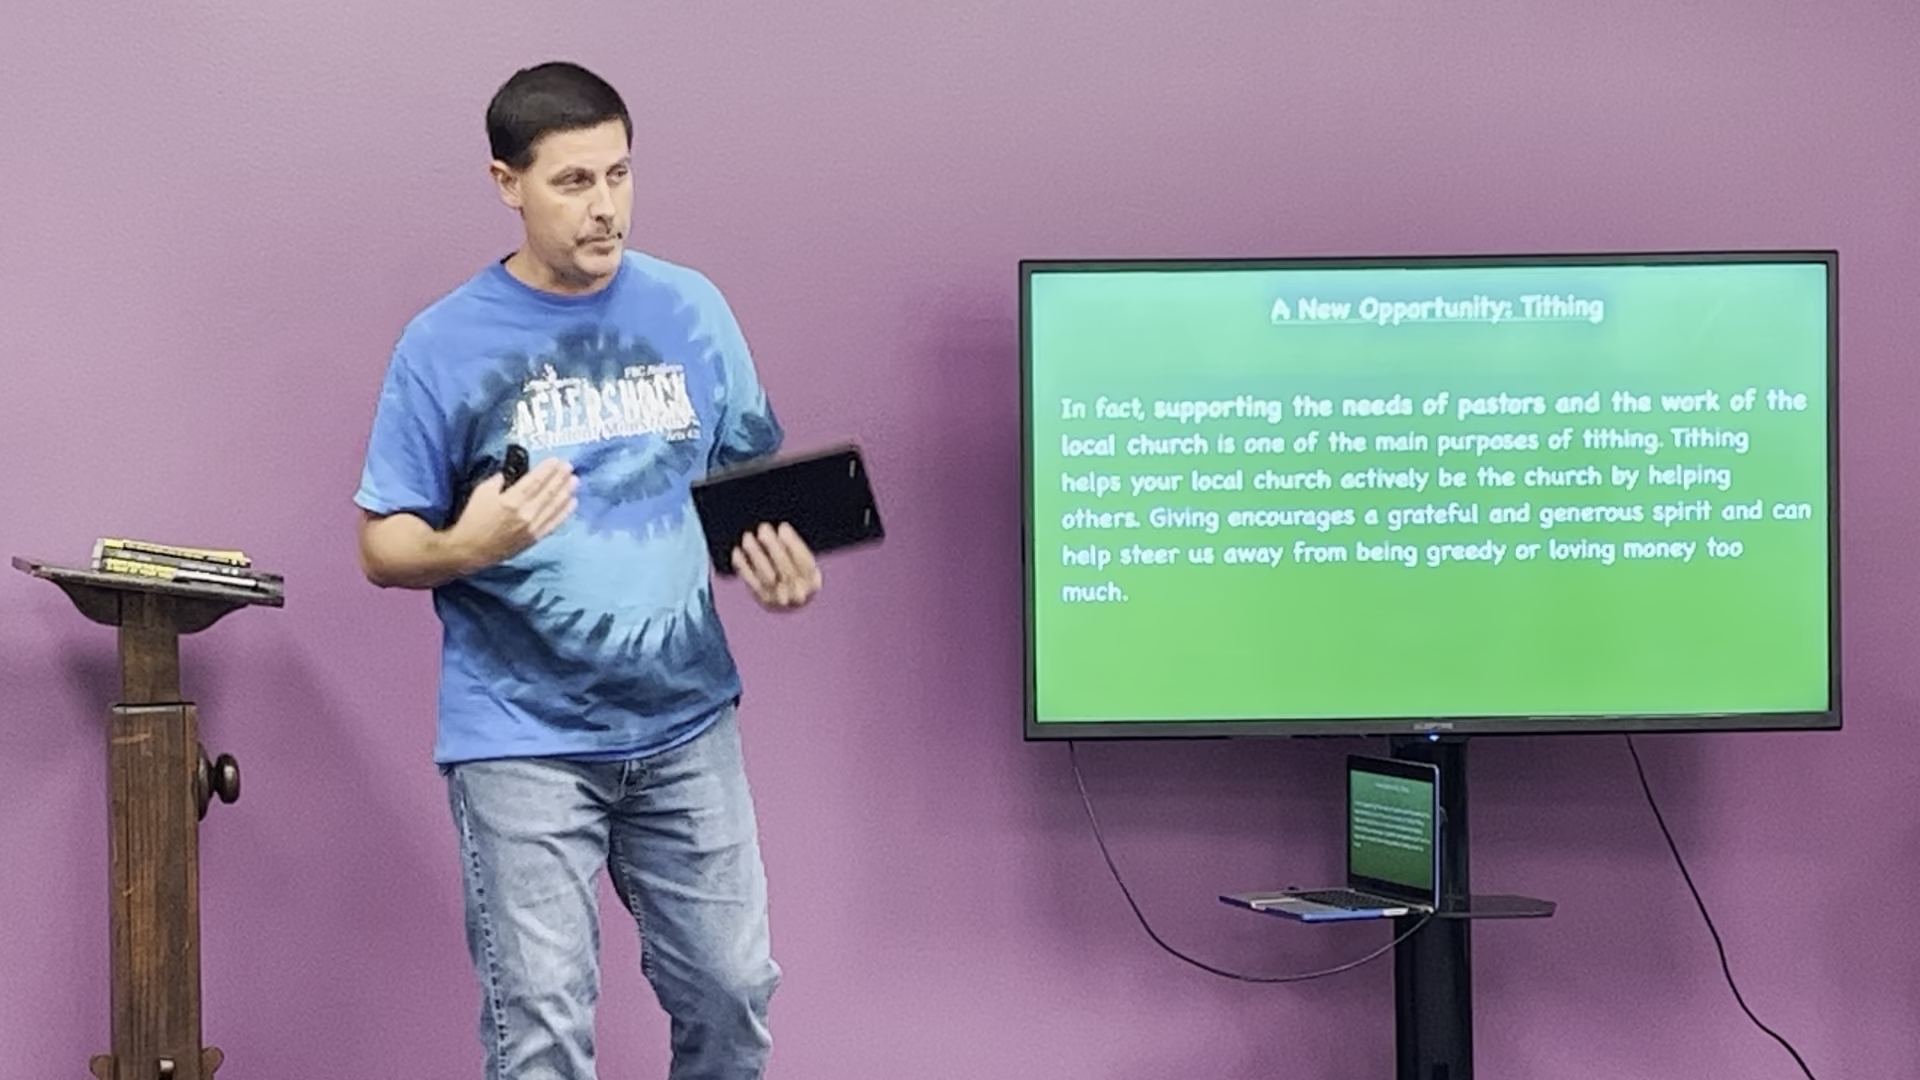 A New Opportunity: Tithing
In fact, supporting the needs of pastors and the work of the
local church is one of the main purposes of tithing. Tithing
helps your local church actively be the church by helping
others. Giving encourages a grateful and generous spirit and can
help steer us away from being greedy or loving money too
much.
AFTERSHOCK